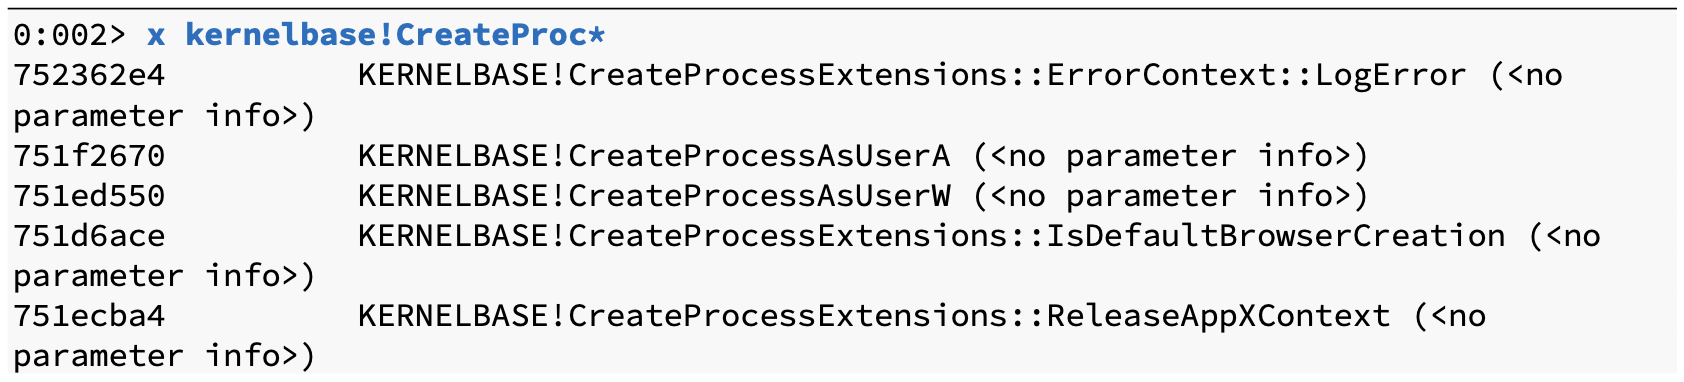 0:002> x kernelbase!CreateProc*
752362e4          KERNELBASE!CreateProcessExtensions::ErrorContext::LogError (<no
parameter info>)
751f2670          KERNELBASE!CreateProcessAsUserA (<no parameter info>)
751ed550          KERNELBASE!CreateProcessAsUserW (<no parameter info>)
751d6ace          KERNELBASE!CreateProcessExtensions::IsDefaultBrowserCreation (<no
parameter info>)
751ecba4          KERNELBASE!CreateProcessExtensions::ReleaseAppXContext (<no
parameter info>)